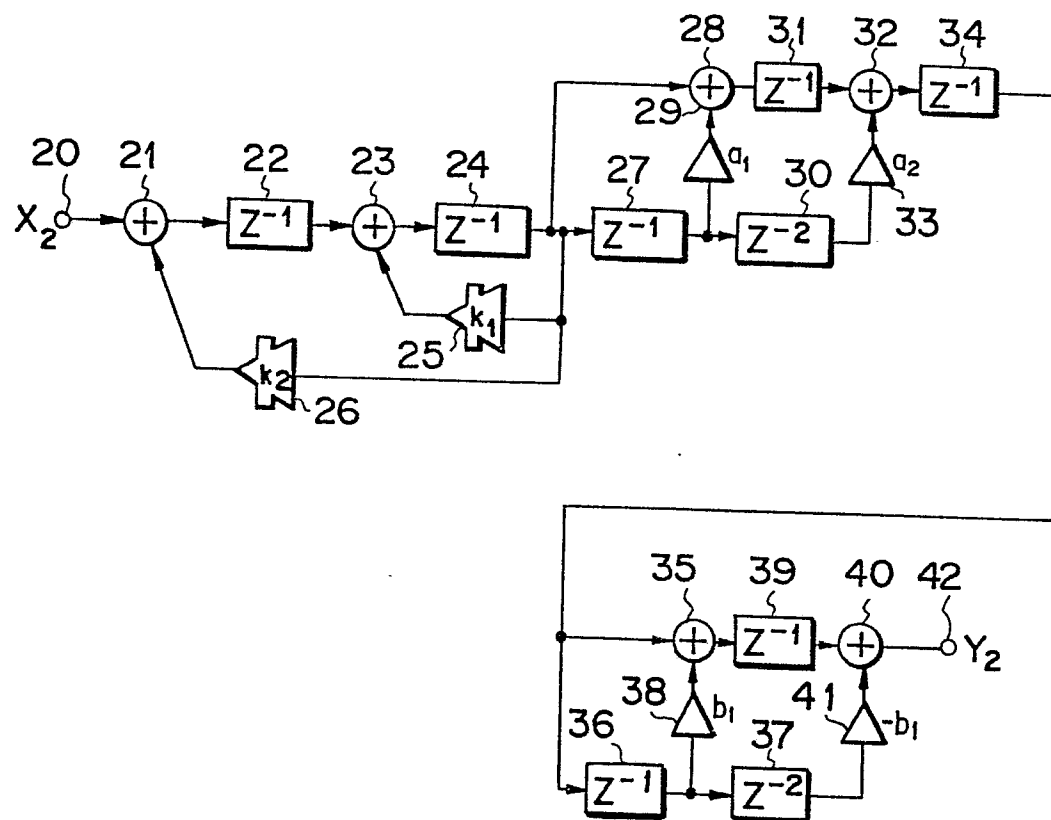 28 31 32 34
Z⁻¹ Z⁻¹
29
20 21 22 23 24 27 a₁ 30 a₂
33
X₂ Z⁻¹ Z⁻¹ Z⁻¹ Z⁻²
k₁
25
k₂
26
35 39 40 42
Z⁻¹ Y₂
38 b₁ 41 -b₁
36 37
Z⁻¹ Z⁻²